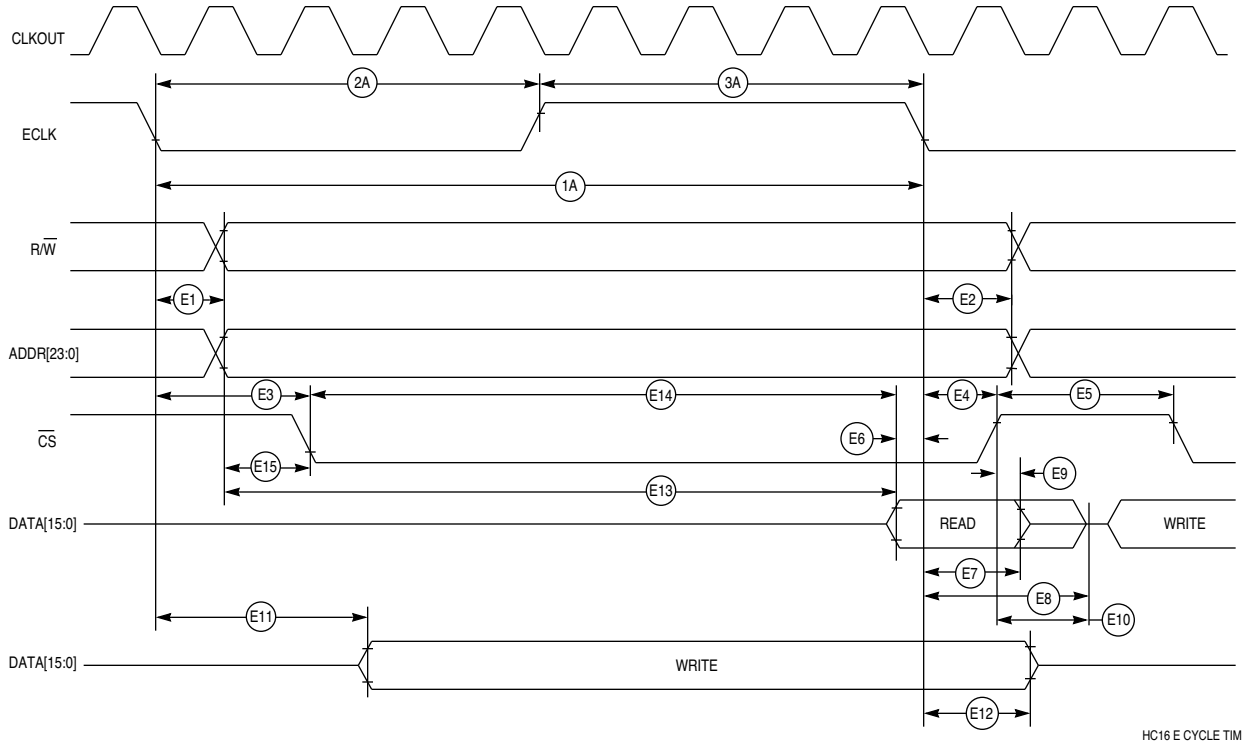 CLKOUT
2A
3A
ECLK
1A
R/W̅
E1
E2
ADDR[23:0]
E3
E14
E4
E5
C̅S̅
E6
E15
E9
E13
DATA[15:0]
READ
WRITE
E7
E8
E10
E11
DATA[15:0]
WRITE
E12
HC16 E CYCLE TIM